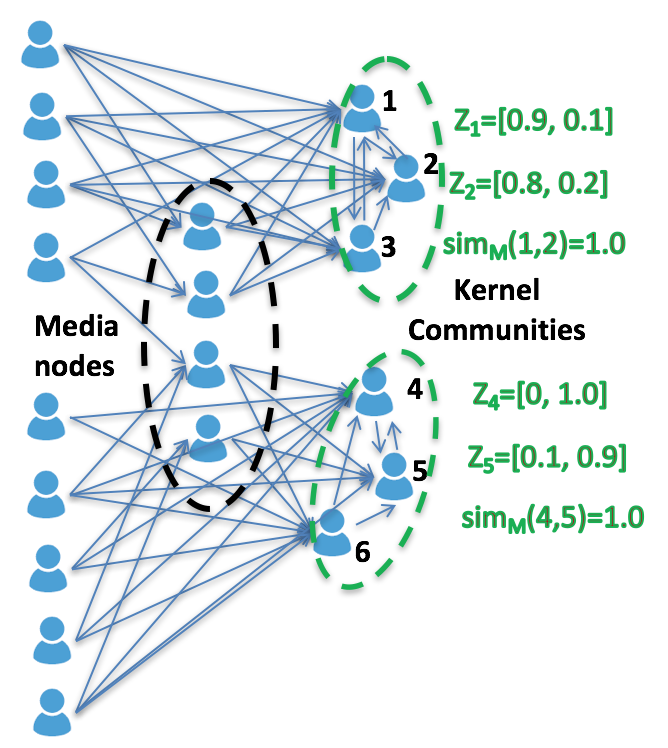 1
Z1=[0.9, 0.1]
2
Z2=[0.8, 0.2]
3
simM(1,2)=1.0
Kernel
Communities
Media
nodes
4
Z4=[0, 1.0]
5
Z5=[0.1, 0.9]
simM(4,5)=1.0
6